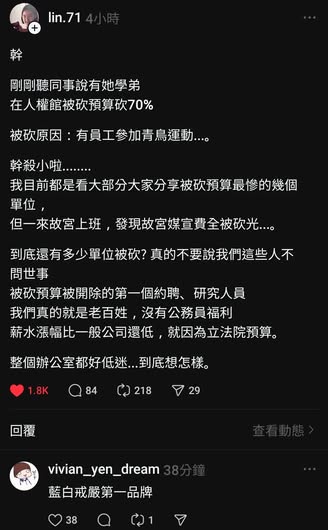 lin.71 4小時
幹
剛剛聽同事說有她學弟
在人權館被砍預算砍70%
被砍原因：有員工參加青鳥運動...。
幹殺小啦........
我目前都是看大部分大家分享被砍預算最慘的幾個
單位，
但一來故宮上班，發現故宮媒宣費全被砍光...。
到底還有多少單位被砍? 真的不要說我們這些人不
問世事
被砍預算被開除的第一個約聘、研究人員
我們真的就是老百姓，沒有公務員福利
薪水漲幅比一般公司還低，就因為立法院預算。
整個辦公室都好低迷...到底想怎樣。
1.8K 84 218 29
回覆 查看動態
vivian_yen_dream 38分鐘
藍白戒嚴第一品牌
38 1